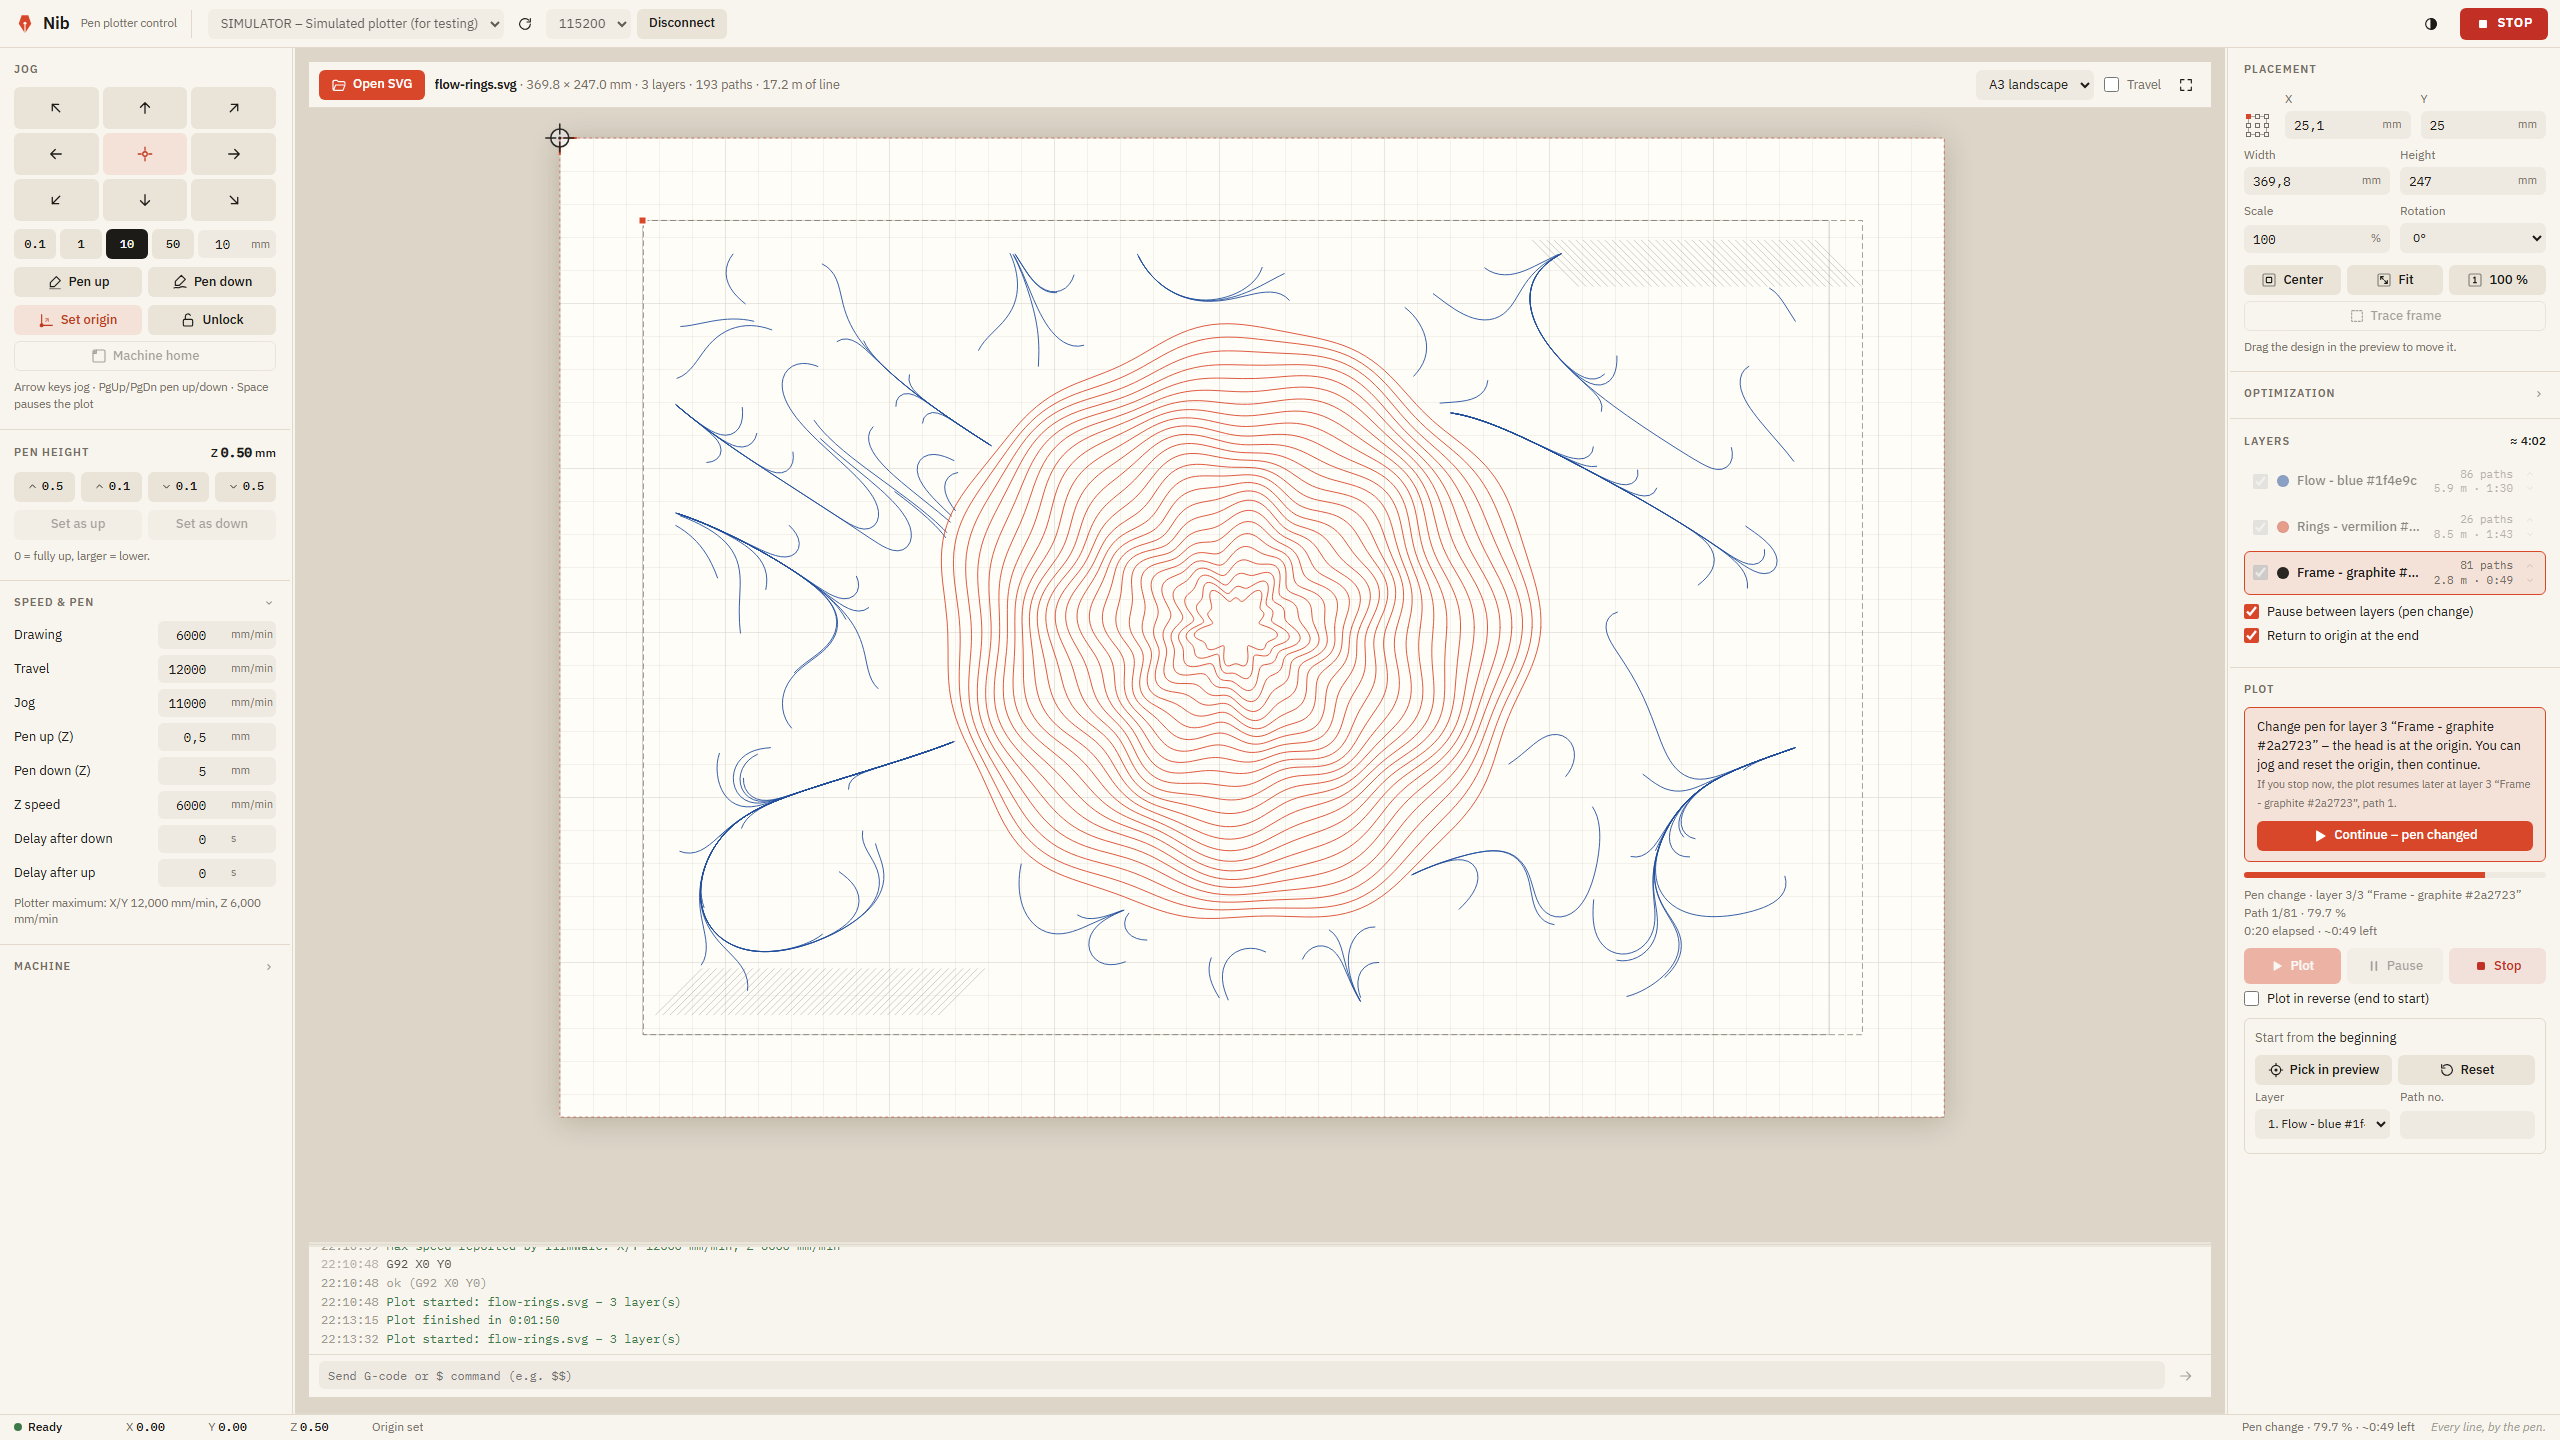 Nib Pen plotter control SIMULATOR – Simulated plotter (for testing) 115200 Disconnect STOP
JOG
0.1 1 10 50 10 mm
Pen up Pen down
Set origin Unlock
Machine home
Arrow keys jog · PgUp/PgDn pen up/down · Space
pauses the plot
PEN HEIGHT Z 0.50 mm
0.5 0.1 0.1 0.5
Set as up Set as down
0 = fully up, larger = lower.
SPEED & PEN
Drawing 6000 mm/min
Travel 12000 mm/min
Jog 11000 mm/min
Pen up (Z) 0,5 mm
Pen down (Z) 5 mm
Z speed 6000 mm/min
Delay after down 0 s
Delay after up 0 s
Plotter maximum: X/Y 12,000 mm/min, Z 6,000
mm/min
MACHINE
Open SVG flow-rings.svg · 369.8 × 247.0 mm · 3 layers · 193 paths · 17.2 m of line A3 landscape Travel
22:10:39 Max speed reported by firmware: X/Y 12000 mm/min, Z 6000 mm/min
22:10:48 G92 X0 Y0
22:10:48 ok (G92 X0 Y0)
22:10:48 Plot started: flow-rings.svg – 3 layer(s)
22:13:15 Plot finished in 0:01:50
22:13:32 Plot started: flow-rings.svg – 3 layer(s)
Send G-code or $ command (e.g. $$)
PLACEMENT
X Y
25,1 mm 25 mm
Width Height
369,8 mm 247 mm
Scale Rotation
100 % 0°
Center Fit 100 %
Trace frame
Drag the design in the preview to move it.
OPTIMIZATION
LAYERS ≈ 4:02
Flow - blue #1f4e9c 86 paths
5.9 m · 1:30
Rings - vermilion #... 26 paths
8.5 m · 1:43
Frame - graphite #... 81 paths
2.8 m · 0:49
Pause between layers (pen change)
Return to origin at the end
PLOT
Change pen for layer 3 “Frame - graphite
#2a2723” – the head is at the origin. You can
jog and reset the origin, then continue.
If you stop now, the plot resumes later at layer 3 “Frame
- graphite #2a2723”, path 1.
Continue – pen changed
Pen change · layer 3/3 “Frame - graphite #2a2723”
Path 1/81 · 79.7 %
0:20 elapsed · ~0:49 left
Plot Pause Stop
Plot in reverse (end to start)
Start from the beginning
Pick in preview Reset
Layer Path no.
1. Flow - blue #1f
Ready X 0.00 Y 0.00 Z 0.50 Origin set Pen change · 79.7 % · ~0:49 left Every line, by the pen.